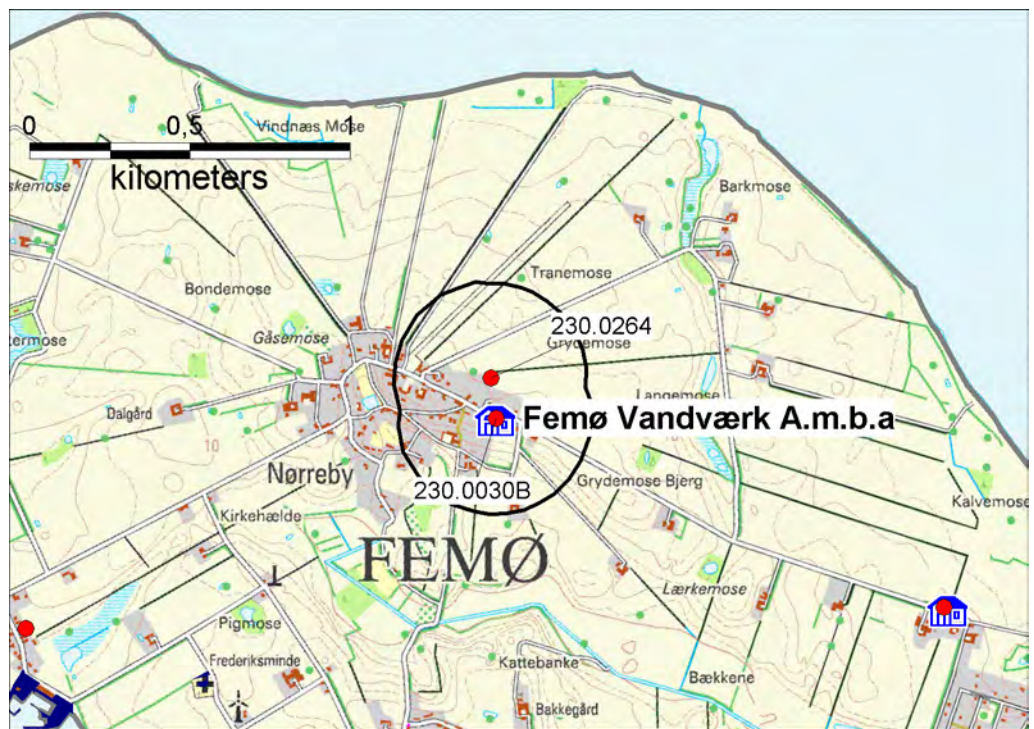 0 0,5 1
Vindnæs Mose
kilometers
skemose
Barkmose
Tranemose
Bondemose
230.0264
Gåsemose
Grydemose
termose
Langemose
Dalgård
10
Femø Vandværk A.m.b.a
Nørreby
230.0030B
Grydemose Bjerg
Kalvemose
Kirkehælde
FEMØ
Lærkemose
Pigmose
Frederiksminde
Kattebanke
Bækkene
Bakkegård